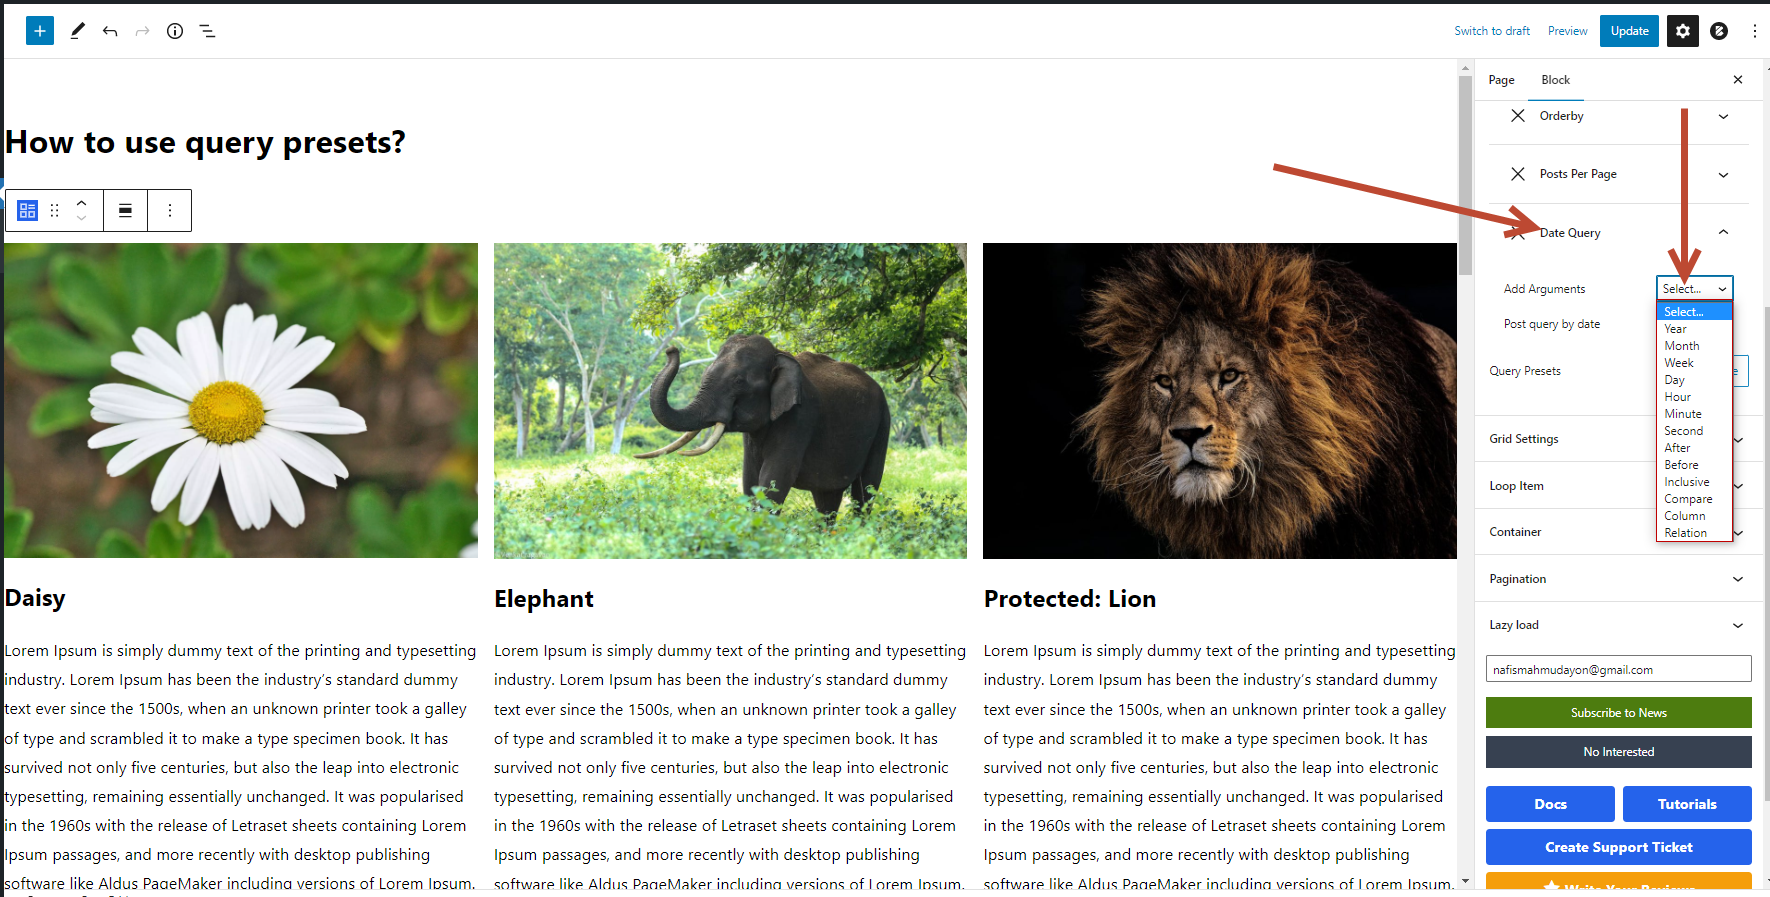 Switch to draft
Preview
Update
Page
Block
How to use query presets?
Orderby
Posts Per Page
Date Query
Add Arguments
Select...
Select...
Year
Month
Week
Day
Hour
Minute
Second
After
Before
Inclusive
Compare
Column
Relation
Post query by date
Query Presets
Grid Settings
Loop Item
Container
Pagination
Lazy load
nafismahmudayon@gmail.com
Subscribe to News
No Interested
Docs
Tutorials
Create Support Ticket
Write Your Reviews
Daisy
Lorem Ipsum is simply dummy text of the printing and typesetting
industry. Lorem Ipsum has been the industry's standard dummy
text ever since the 1500s, when an unknown printer took a galley
of type and scrambled it to make a type specimen book. It has
survived not only five centuries, but also the leap into electronic
typesetting, remaining essentially unchanged. It was popularised
in the 1960s with the release of Letraset sheets containing Lorem
Ipsum passages, and more recently with desktop publishing
software like Aldus PageMaker including versions of Lorem Ipsum.
Elephant
Lorem Ipsum is simply dummy text of the printing and typesetting
industry. Lorem Ipsum has been the industry's standard dummy
text ever since the 1500s, when an unknown printer took a galley
of type and scrambled it to make a type specimen book. It has
survived not only five centuries, but also the leap into electronic
typesetting, remaining essentially unchanged. It was popularised
in the 1960s with the release of Letraset sheets containing Lorem
Ipsum passages, and more recently with desktop publishing
software like Aldus PageMaker including versions of Lorem Ipsum.
Protected: Lion
Lorem Ipsum is simply dummy text of the printing and typesetting
industry. Lorem Ipsum has been the industry's standard dummy
text ever since the 1500s, when an unknown printer took a galley
of type and scrambled it to make a type specimen book. It has
survived not only five centuries, but also the leap into electronic
typesetting, remaining essentially unchanged. It was popularised
in the 1960s with the release of Letraset sheets containing Lorem
Ipsum passages, and more recently with desktop publishing
software like Aldus PageMaker including versions of Lorem Ipsum.